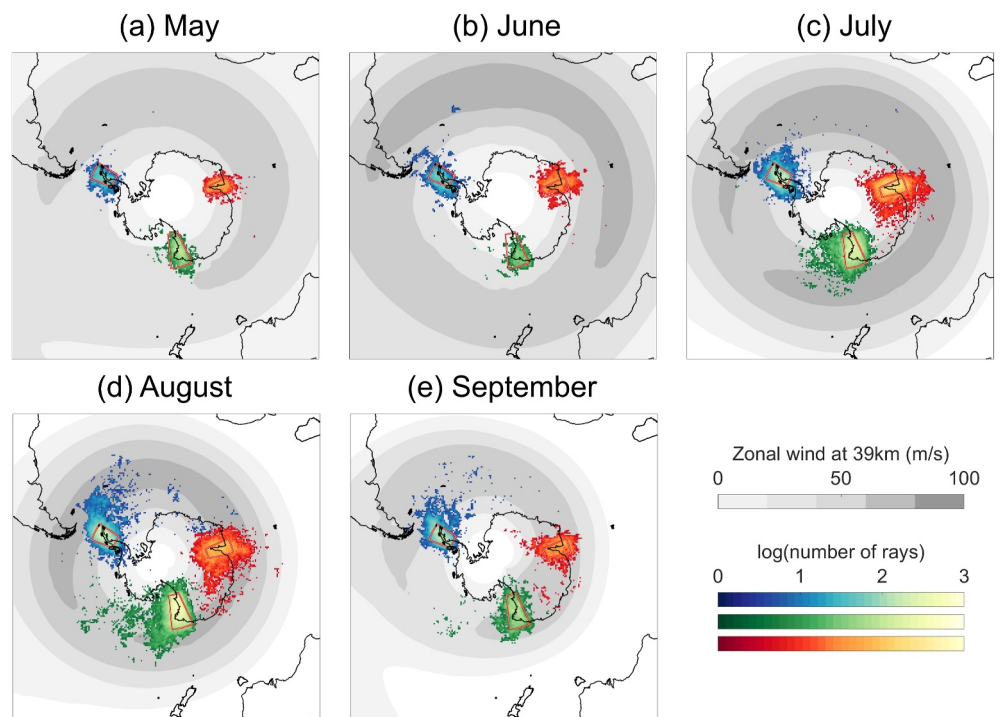 (a) May
(b) June
(c) July
(d) August
(e) September
Zonal wind at 39km (m/s)
0 50 100
log(number of rays)
0 1 2 3